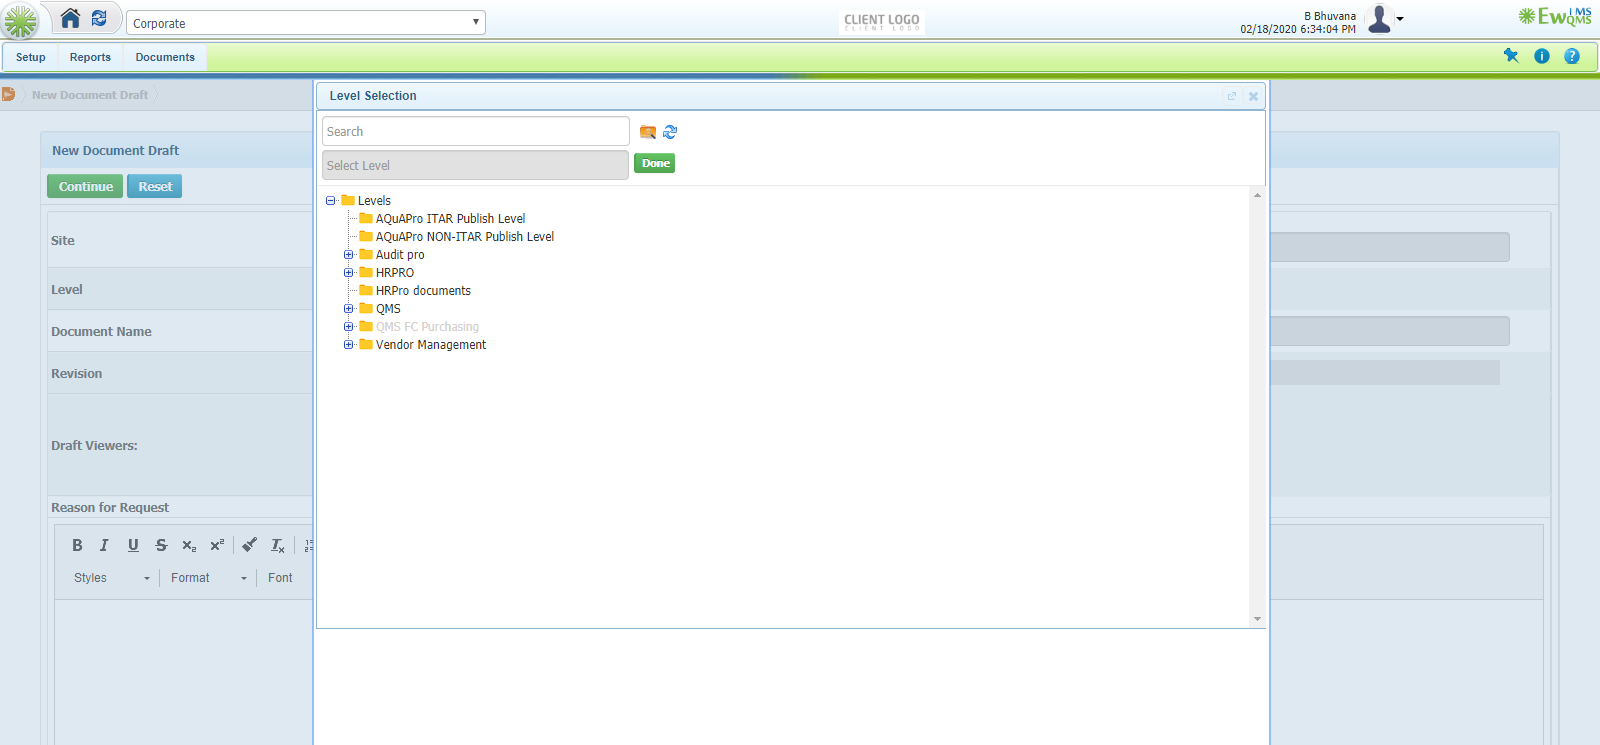 Corporate
CLIENT LOGO
CLIENT LOGO
B Bhuvana
02/18/2020 6:34:04 PM
EwIMS
QMS
Setup Reports Documents
New Document Draft
Level Selection
Search
Select Level Done
Levels
AQuAPro ITAR Publish Level
AQuAPro NON-ITAR Publish Level
Audit pro
HRPRO
HRPro documents
QMS
QMS FC Purchasing
Vendor Management
New Document Draft
Continue Reset
Site
Level
Document Name
Revision
Draft Viewers:
Reason for Request
B I U S x₂ x² Tx
Styles Format Font